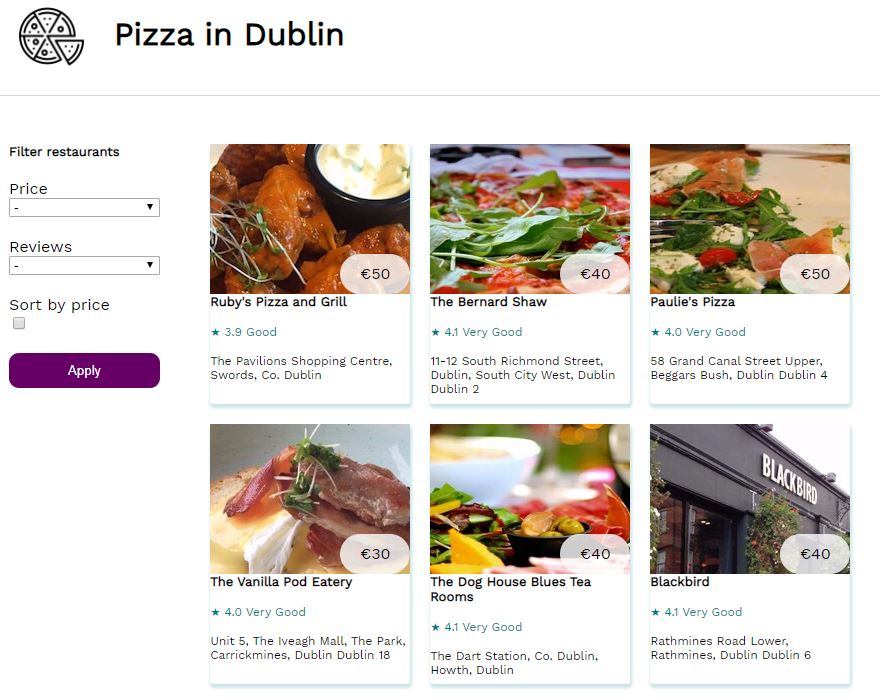 Pizza in Dublin
Filter restaurants
Price
-
Reviews
-
Sort by price
Apply
€50
Ruby's Pizza and Grill
★ 3.9 Good
The Pavilions Shopping Centre,
Swords, Co. Dublin
€40
The Bernard Shaw
★ 4.1 Very Good
11-12 South Richmond Street,
Dublin, South City West, Dublin
Dublin 2
€50
Paulie's Pizza
★ 4.0 Very Good
58 Grand Canal Street Upper,
Beggars Bush, Dublin Dublin 4
€30
The Vanilla Pod Eatery
★ 4.0 Very Good
Unit 5, The Iveagh Mall, The Park,
Carrickmines, Dublin Dublin 18
€40
The Dog House Blues Tea
Rooms
★ 4.1 Very Good
The Dart Station, Co. Dublin,
Howth, Dublin
BLACKBIRD
€40
Blackbird
★ 4.1 Very Good
Rathmines Road Lower,
Rathmines, Dublin Dublin 6